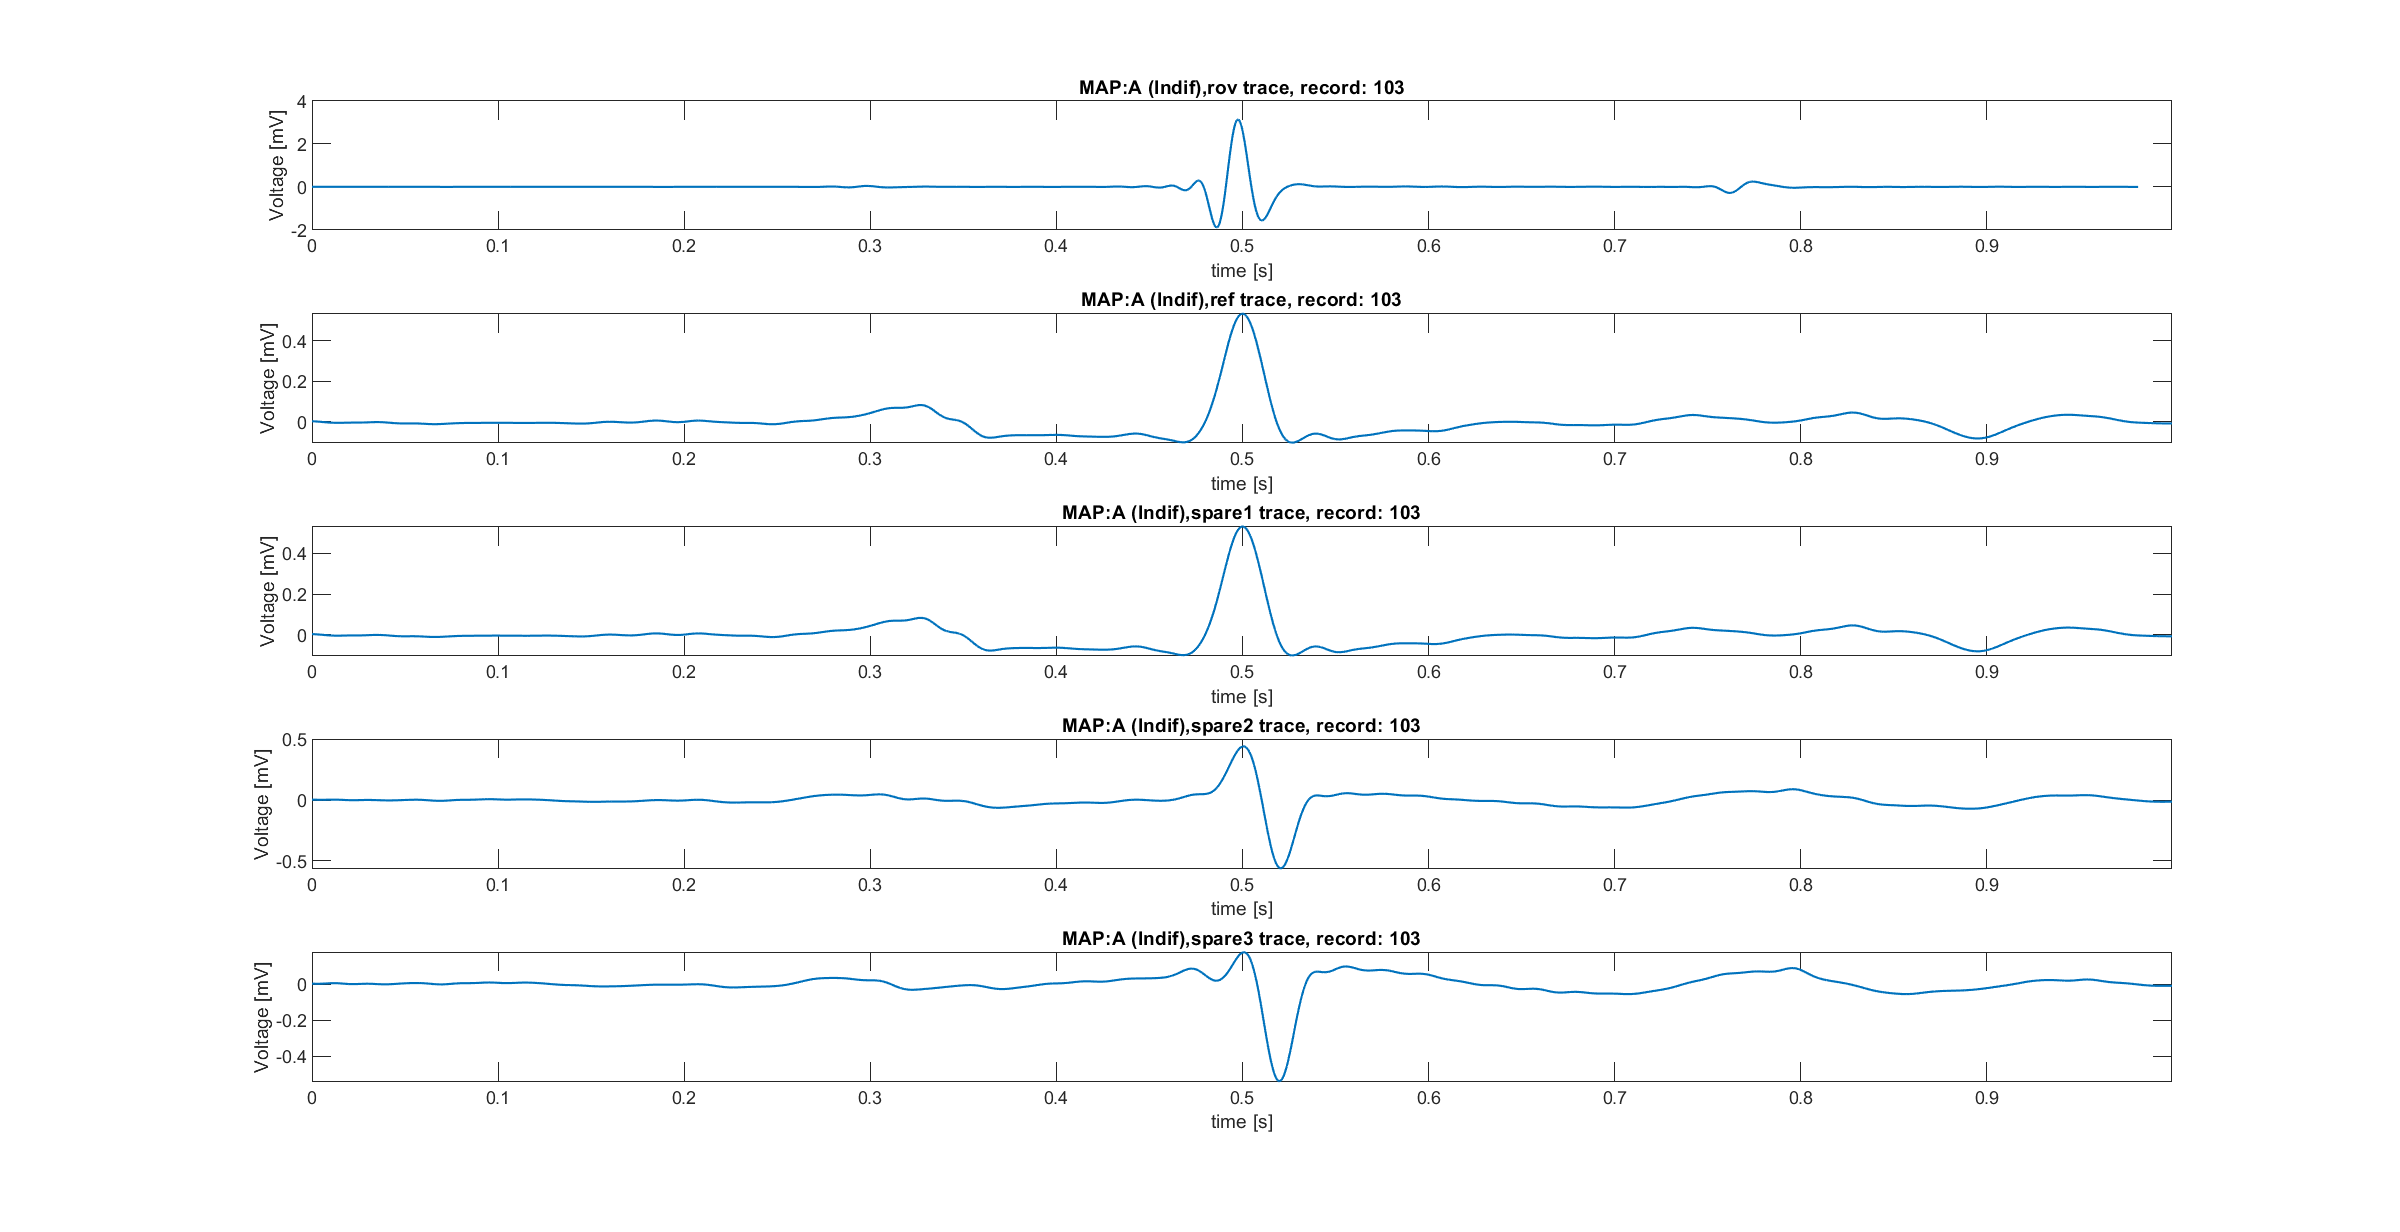 MAP:A (Indif),rov trace, record: 103
Voltage [mV]
4
2
0
-2
0 0.1 0.2 0.3 0.4 0.5 0.6 0.7 0.8 0.9
time [s]
MAP:A (Indif),ref trace, record: 103
Voltage [mV]
0.4
0.2
0
0 0.1 0.2 0.3 0.4 0.5 0.6 0.7 0.8 0.9
time [s]
MAP:A (Indif),spare1 trace, record: 103
Voltage [mV]
0.4
0.2
0
0 0.1 0.2 0.3 0.4 0.5 0.6 0.7 0.8 0.9
time [s]
MAP:A (Indif),spare2 trace, record: 103
Voltage [mV]
0.5
0
-0.5
0 0.1 0.2 0.3 0.4 0.5 0.6 0.7 0.8 0.9
time [s]
MAP:A (Indif),spare3 trace, record: 103
Voltage [mV]
0
-0.2
-0.4
0 0.1 0.2 0.3 0.4 0.5 0.6 0.7 0.8 0.9
time [s]